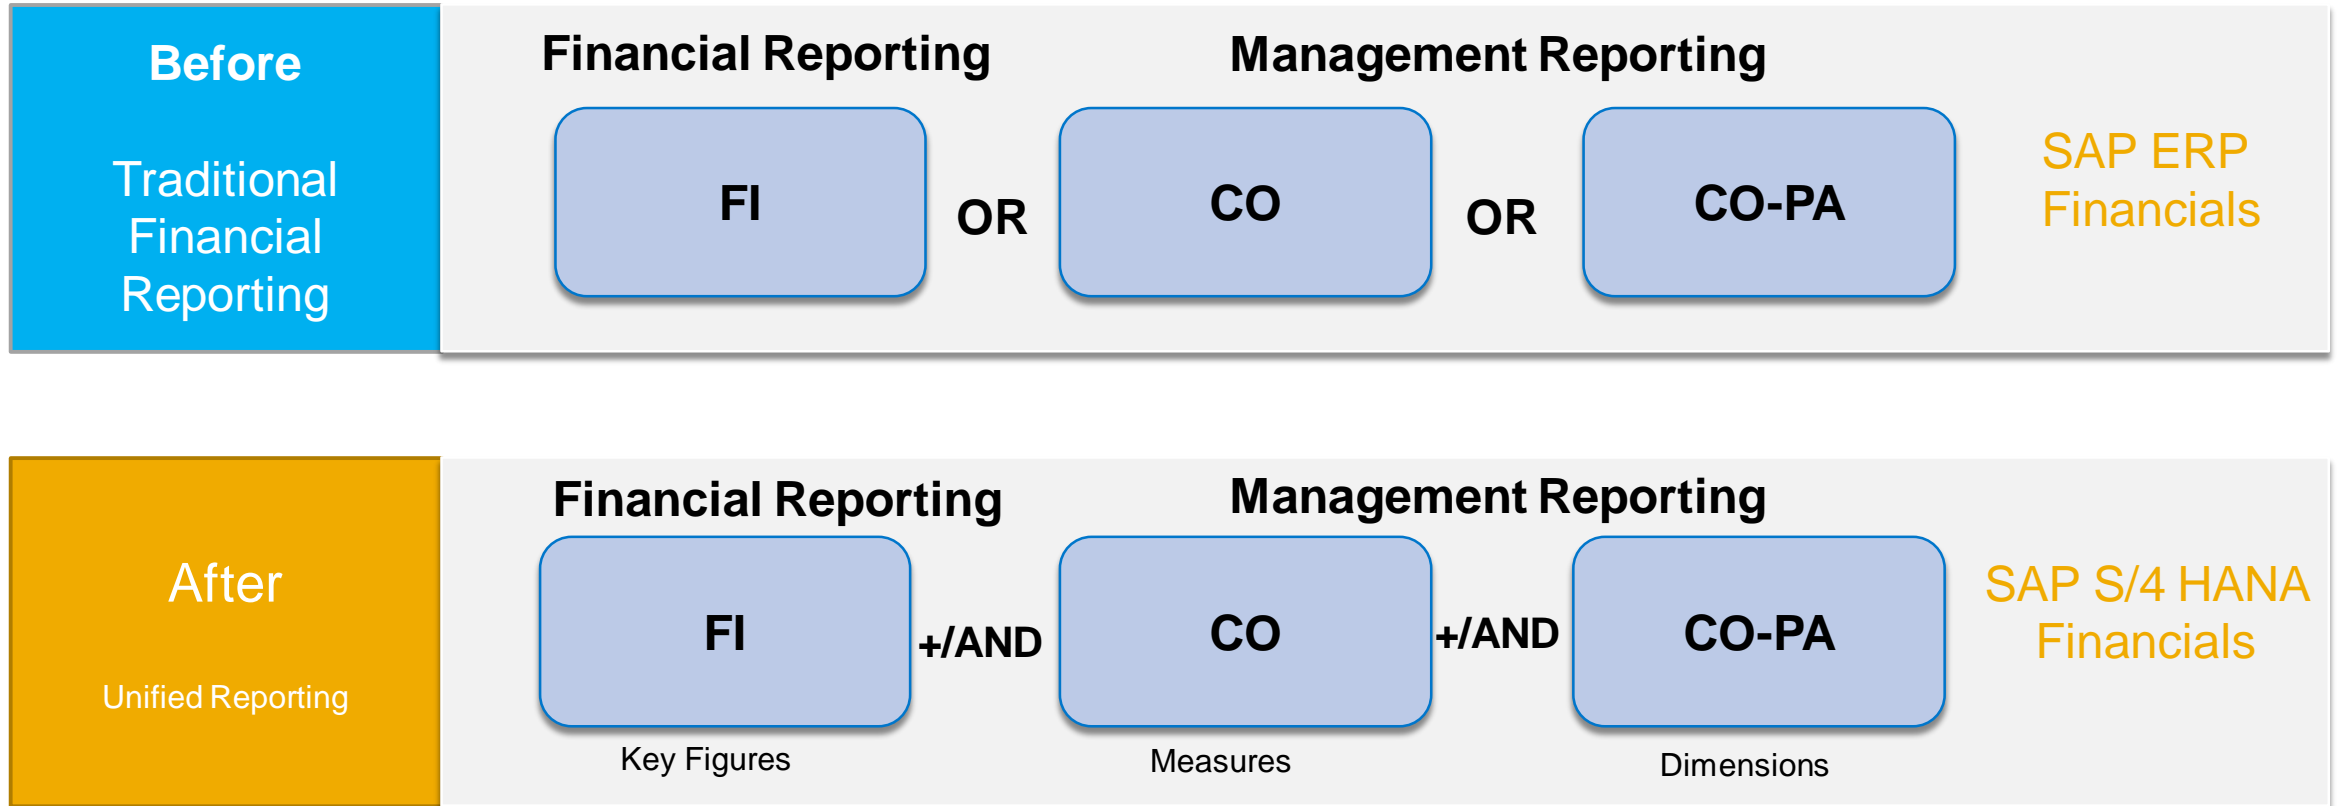 Before
Traditional
Financial
Reporting
Financial Reporting
Management Reporting
FI
OR
CO
OR
CO-PA
SAP ERP
Financials
After
Unified Reporting
Financial Reporting
Management Reporting
FI
+/AND
CO
+/AND
CO-PA
SAP S/4 HANA
Financials
Key Figures
Measures
Dimensions